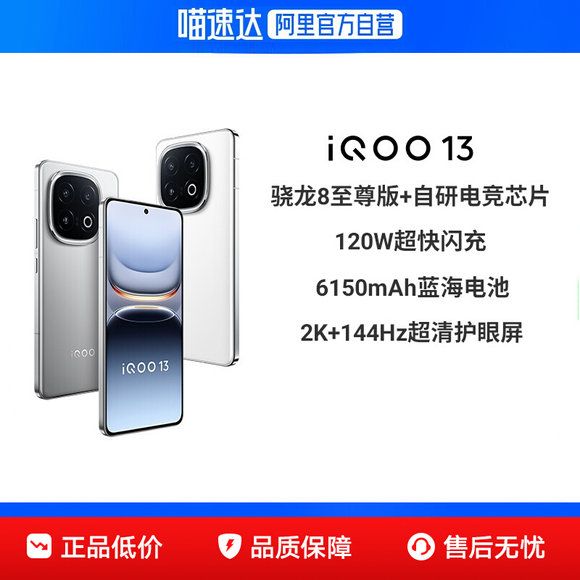 喵速达 阿里官方自营
iQOO 13
骁龙8至尊版+自研电竞芯片
120W超快闪充
6150mAh蓝海电池
2K+144Hz超清护眼屏
iQOO
iQOO 13
正品低价 品质保障 售后无忧